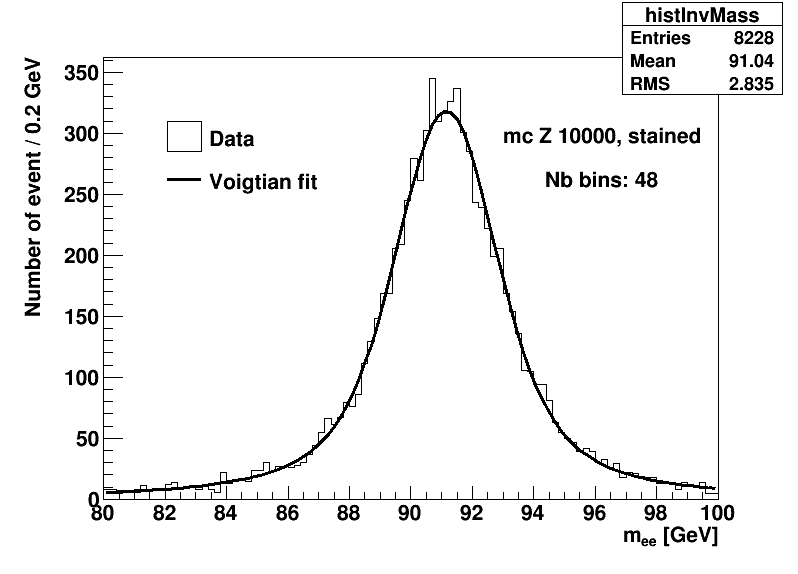 histInvMass
Entries 8228
Mean 91.04
RMS 2.835
Number of event / 0.2 GeV
350
300
250
200
150
100
50
0
Data
Voigtian fit
mc Z 10000, stained
Nb bins: 48
80 82 84 86 88 90 92 94 96 98 100
mee [GeV]